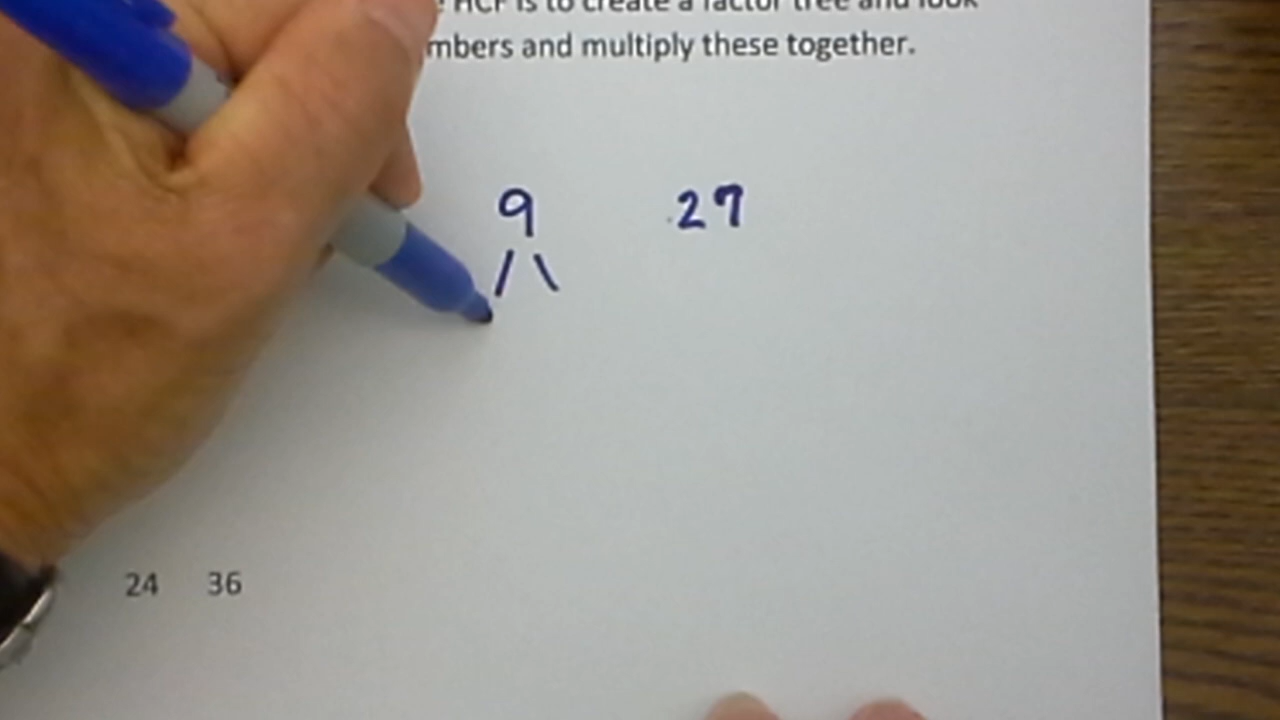 HCF is to create a factor tree and look
mbers and multiply these together.
9 27
24 36